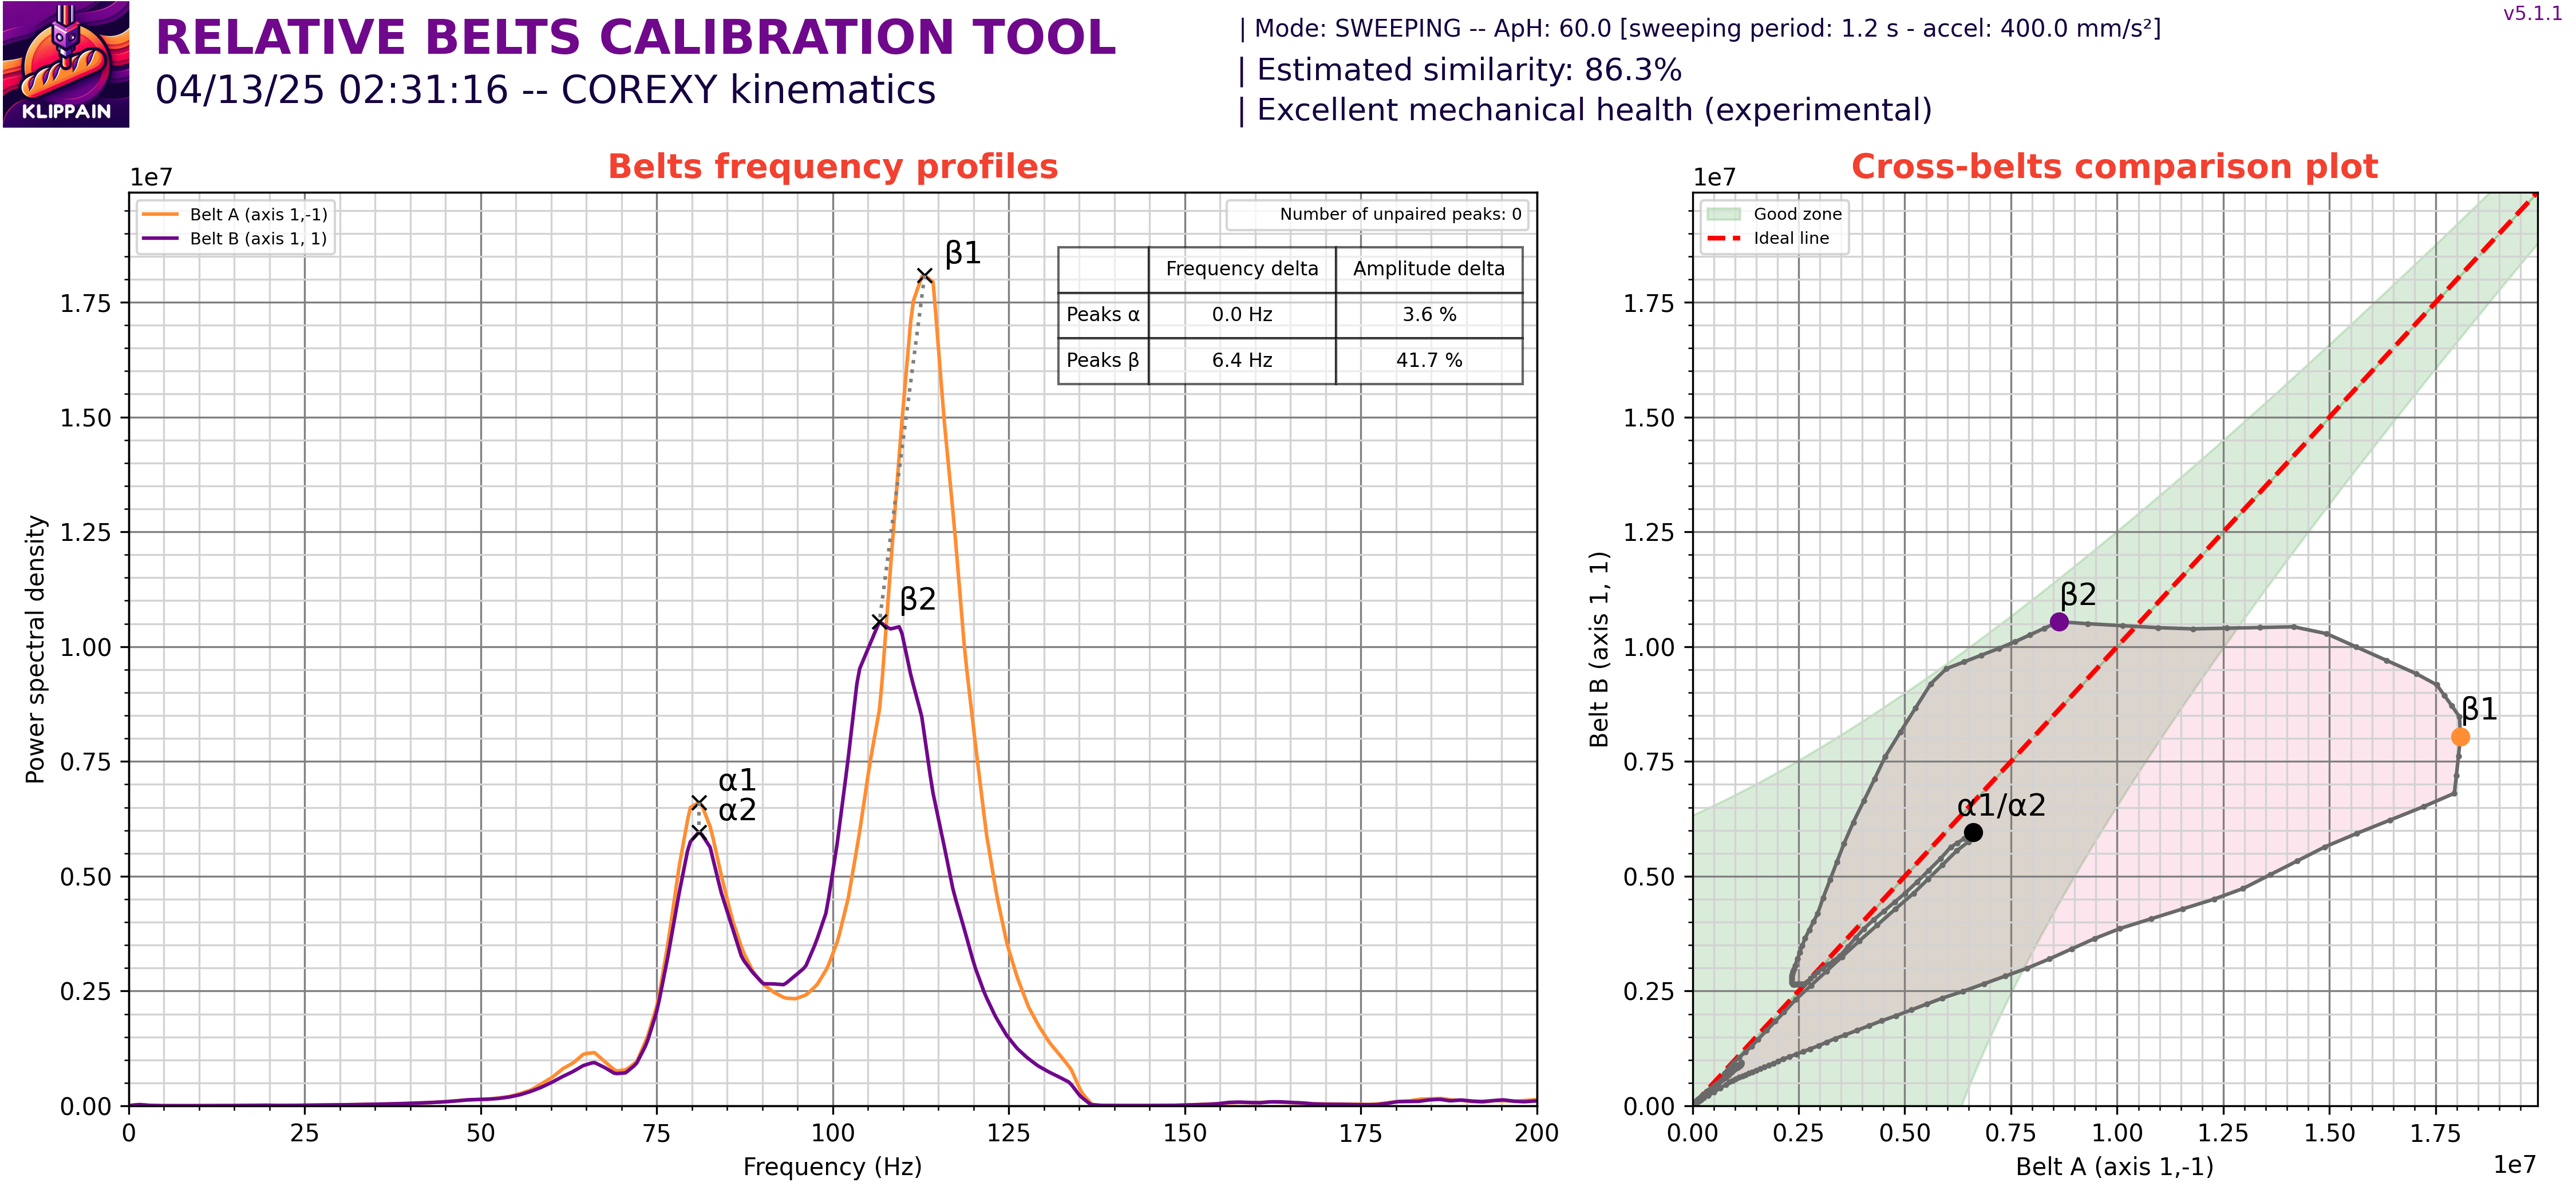 KLIPPAIN
RELATIVE BELTS CALIBRATION TOOL
04/13/25 02:31:16 -- COREXY kinematics
| Mode: SWEEPING -- ApH: 60.0 [sweeping period: 1.2 s - accel: 400.0 mm/s²]
| Estimated similarity: 86.3%
| Excellent mechanical health (experimental)
v5.1.1
Belts frequency profiles
1e7
Belt A (axis 1,-1)
Belt B (axis 1, 1)
Number of unpaired peaks: 0
Frequency delta Amplitude delta
Peaks α 0.0 Hz 3.6 %
Peaks β 6.4 Hz 41.7 %
β1
β2
α1
α2
Power spectral density
1.75
1.50
1.25
1.00
0.75
0.50
0.25
0.00
0 25 50 75 100 125 150 175 200
Frequency (Hz)
Cross-belts comparison plot
1e7
Good zone
Ideal line
β2
β1
α1/α2
Belt B (axis 1, 1)
1.75
1.50
1.25
1.00
0.75
0.50
0.25
0.00
0.00 0.25 0.50 0.75 1.00 1.25 1.50 1.75
1e7
Belt A (axis 1,-1)